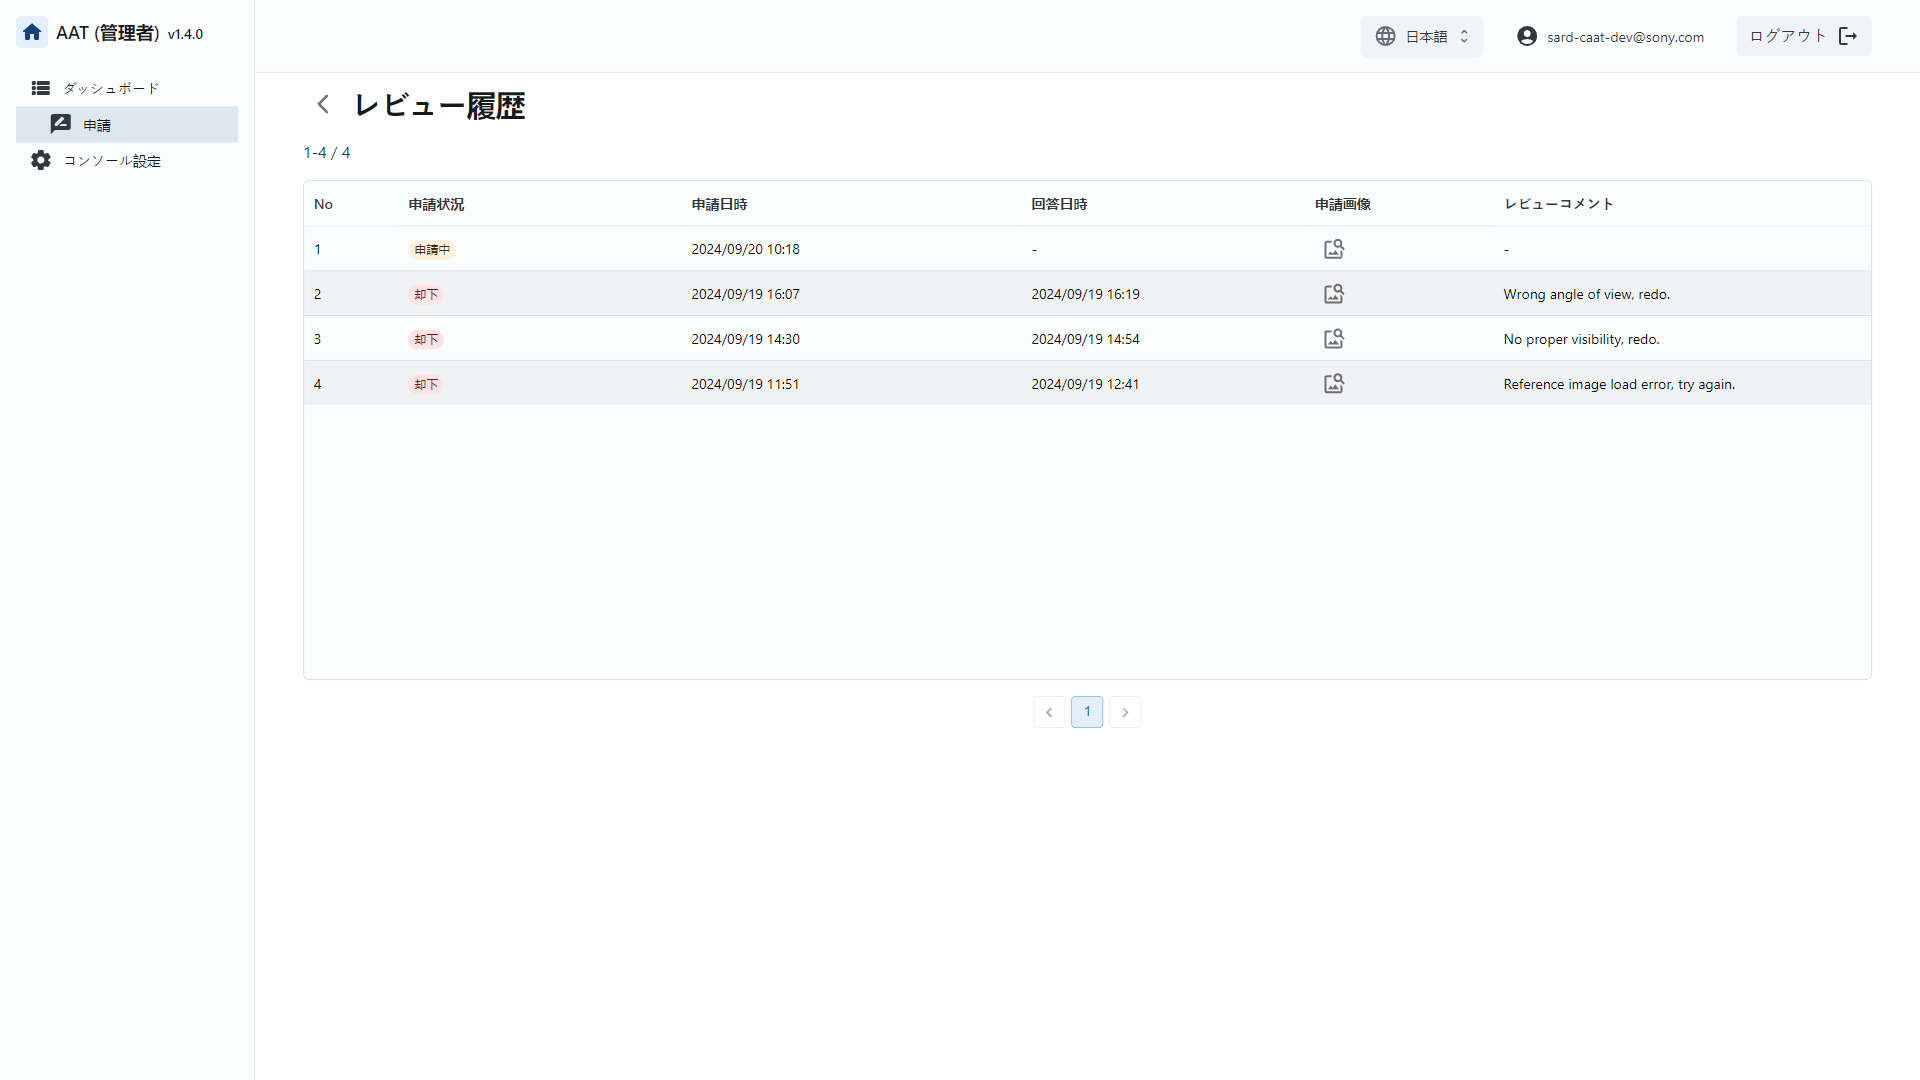 AAT (管理者) v1.4.0
日本語
sard-caat-dev@sony.com
ログアウト
ダッシュボード
申請
コンソール設定
レビュー履歴
1-4 / 4
No 申請状況 申請日時 回答日時 申請画像 レビューコメント
1 申請中 2024/09/20 10:18 - -
2 却下 2024/09/19 16:07 2024/09/19 16:19 Wrong angle of view, redo.
3 却下 2024/09/19 14:30 2024/09/19 14:54 No proper visibility, redo.
4 却下 2024/09/19 11:51 2024/09/19 12:41 Reference image load error, try again.
1